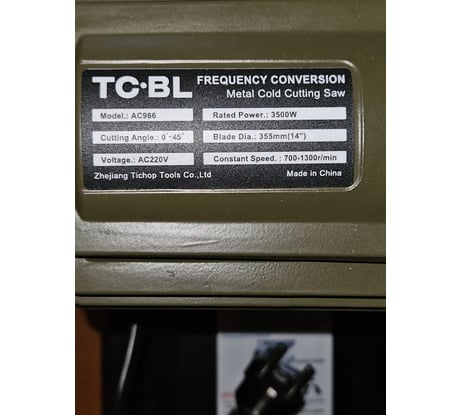 TC·BL
FREQUENCY CONVERSION
Metal Cold Cutting Saw
Model.: AC966
Rated Power.: 3500W
Cutting Angle.: 0°~45°
Blade Dia.: 355mm(14")
Voltage.: AC220V
Constant Speed. : 700-1300r/min
Zhejiang Tichop Tools Co.,Ltd
Made in China